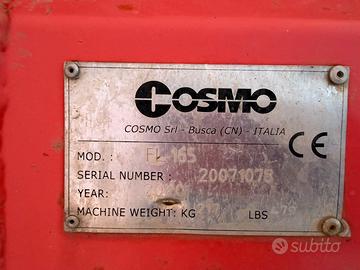 COSMO
COSMO Srl - Busca (CN) - ITALIA
CE
MOD. : FL 165
SERIAL NUMBER : 20071075
YEAR:
MACHINE WEIGHT: KG LBS
subito